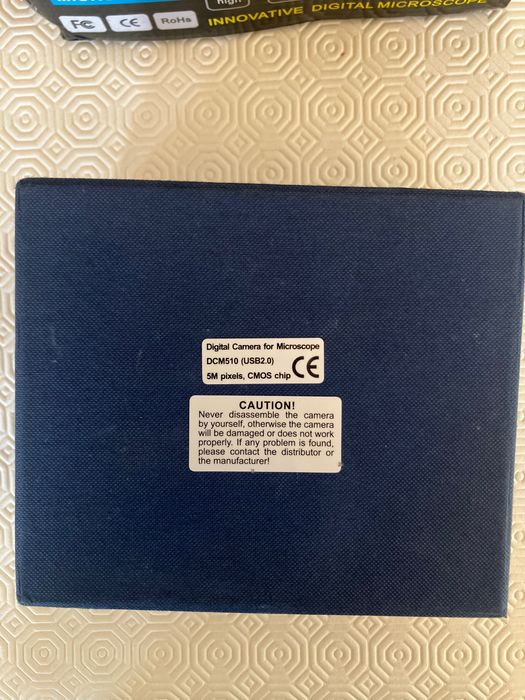 high
FC CE RoHs
INNOVATIVE DIGITAL MICROSCOPE
Digital Camera for Microscope
DCM510 (USB2.0)
5M pixels, CMOS chip CE
CAUTION!
Never disassemble the camera
by yourself, otherwise the camera
will be damaged or does not work
properly. If any problem is found,
please contact the distributor or
the manufacturer!